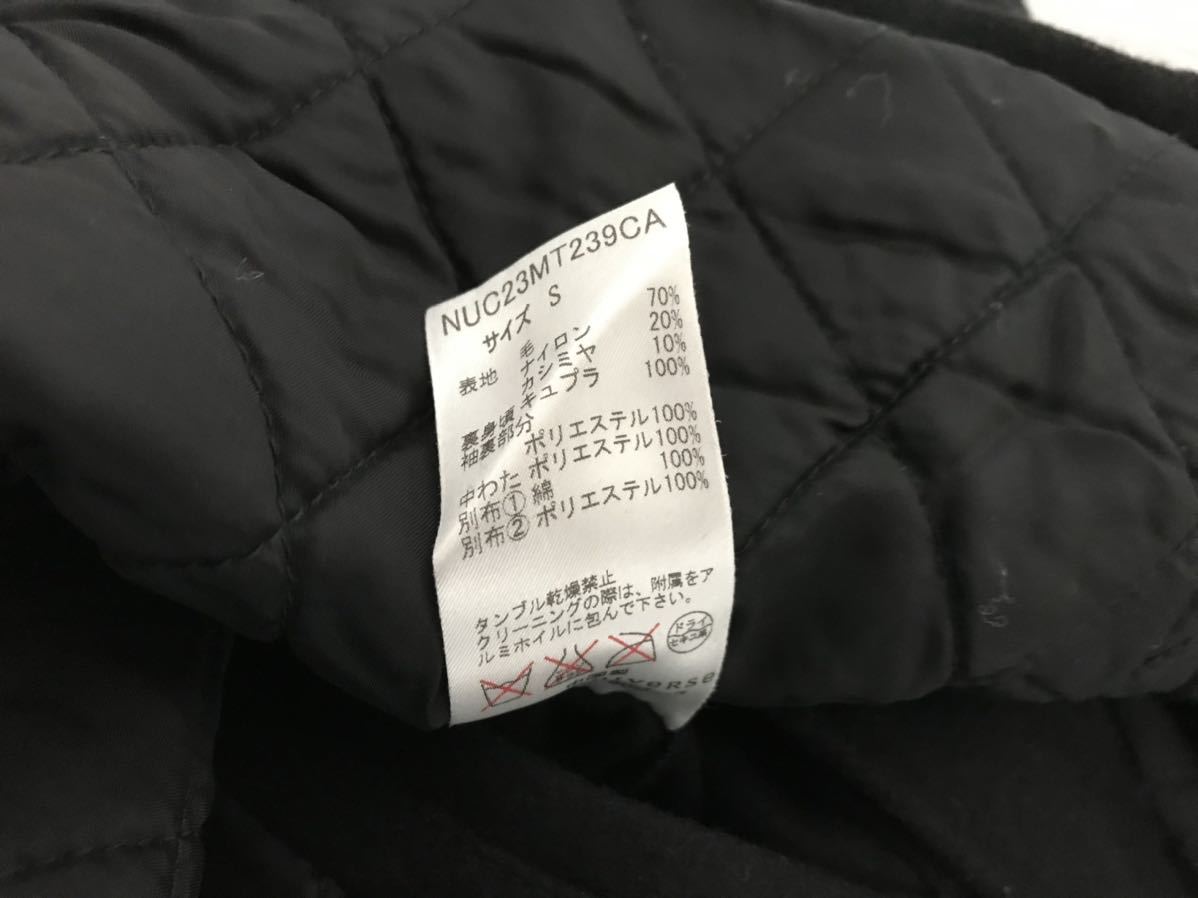 NUC23MT239CA
サイズ S
表地 毛 70%
ナイロン 20%
カシミヤ 10%
裏身頃 キュプラ 100%
袖裏部分 ポリエステル100%
中わた ポリエステル100%
別布① 綿 100%
別布② ポリエステル100%
タンブル乾燥禁止
クリーニングの際は、附属をア
ルミホイルに包んで下さい。
ドライ